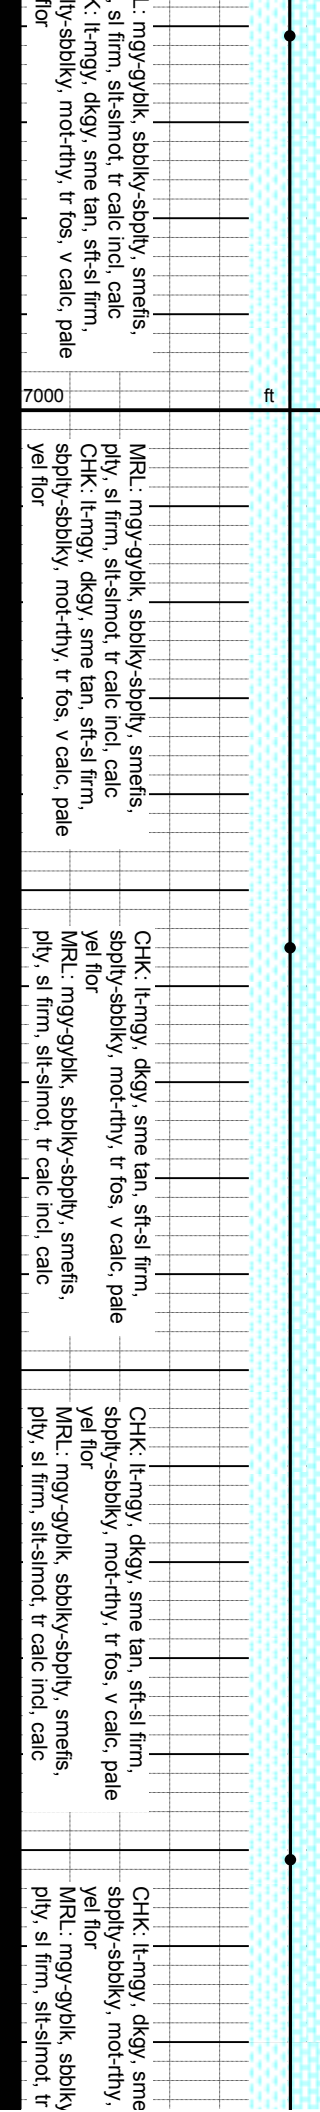 L: mgy-gyblk, sbblky-sbplty, smefis,
, sl firm, slt-slmot, tr calc incl, calc
K: lt-mgy, dkgy, sme tan, sft-sl firm,
lty-sbblky, mot-rthy, tr fos, v calc, pale
flor
7000
ft
MRL: mgy-gyblk, sbblky-sbplty, smefis,
plty, sl firm, slt-slmot, tr calc incl, calc
CHK: lt-mgy, dkgy, sme tan, sft-sl firm,
sbplty-sbblky, mot-rthy, tr fos, v calc, pale
yel flor
CHK: lt-mgy, dkgy, sme tan, sft-sl firm,
sbplty-sbblky, mot-rthy, tr fos, v calc, pale
yel flor
MRL: mgy-gyblk, sbblky-sbplty, smefis,
plty, sl firm, slt-slmot, tr calc incl, calc
CHK: lt-mgy, dkgy, sme tan, sft-sl firm,
sbplty-sbblky, mot-rthy, tr fos, v calc, pale
yel flor
MRL: mgy-gyblk, sbblky-sbplty, smefis,
plty, sl firm, slt-slmot, tr calc incl, calc
CHK: lt-mgy, dkgy, sme
sbplty-sbblky, mot-rthy,
yel flor
MRL: mgy-gyblk, sbblky
plty, sl firm, slt-slmot, tr